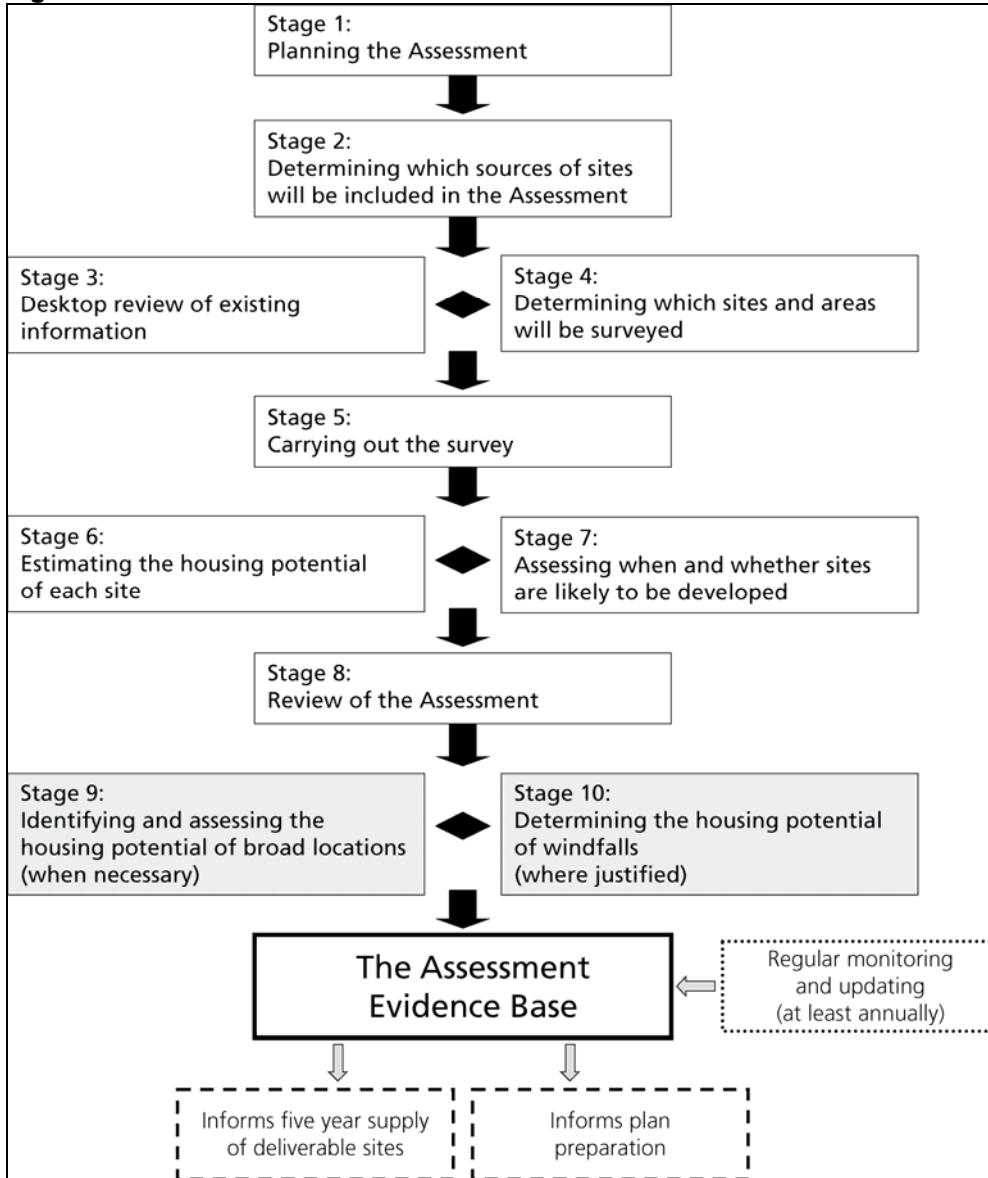 Stage 1:
Planning the Assessment
Stage 2:
Determining which sources of sites
will be included in the Assessment
Stage 3:
Desktop review of existing
information
Stage 4:
Determining which sites and areas
will be surveyed
Stage 5:
Carrying out the survey
Stage 6:
Estimating the housing potential
of each site
Stage 7:
Assessing when and whether sites
are likely to be developed
Stage 8:
Review of the Assessment
Stage 9:
Identifying and assessing the
housing potential of broad locations
(when necessary)
Stage 10:
Determining the housing potential
of windfalls
(where justified)
The Assessment
Evidence Base
Regular monitoring
and updating
(at least annually)
Informs five year supply
of deliverable sites
Informs plan
preparation